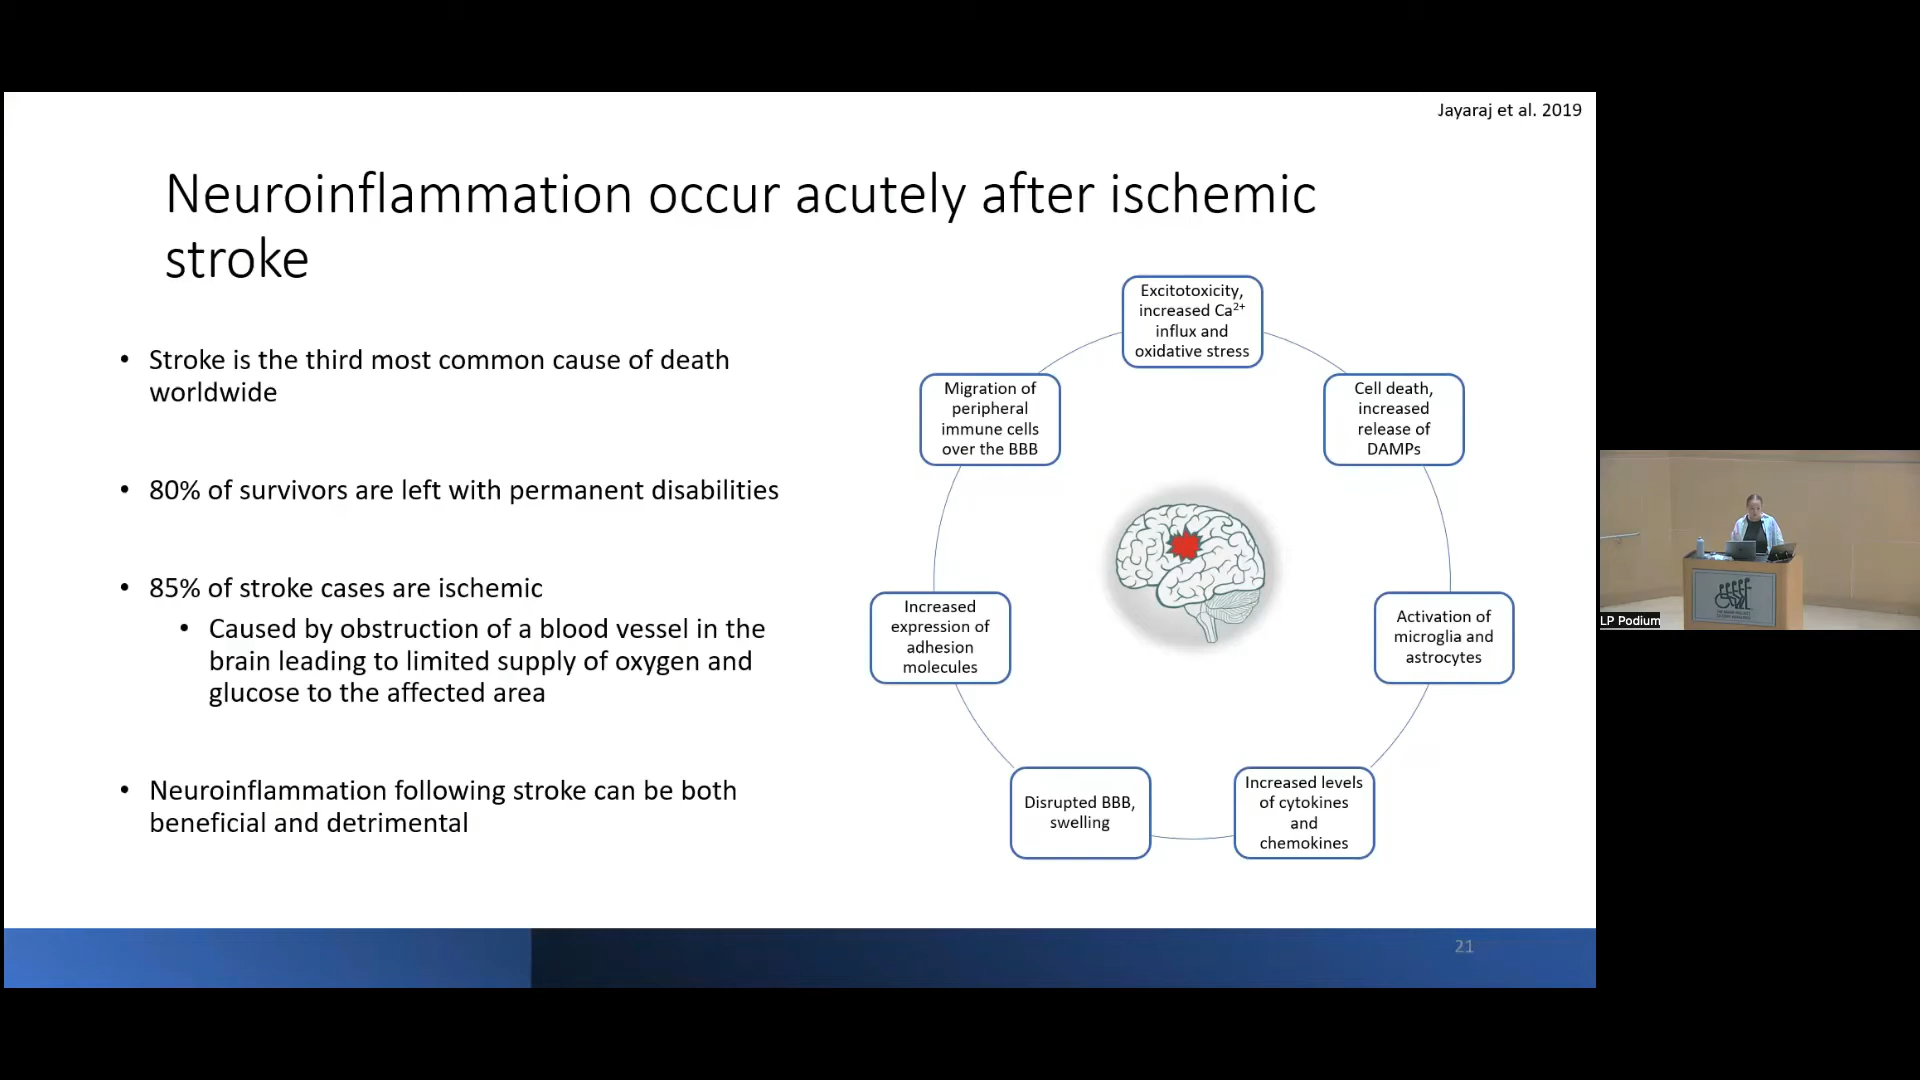 Jayaraj et al. 2019
Neuroinflammation occur acutely after ischemic
stroke
• Stroke is the third most common cause of death
worldwide
• 80% of survivors are left with permanent disabilities
• 85% of stroke cases are ischemic
• Caused by obstruction of a blood vessel in the
brain leading to limited supply of oxygen and
glucose to the affected area
• Neuroinflammation following stroke can be both
beneficial and detrimental
Excitotoxicity,
increased Ca²⁺
influx and
oxidative stress
Cell death,
increased
release of
DAMPs
Activation of
microglia and
astrocytes
Increased levels
of cytokines
and
chemokines
Disrupted BBB,
swelling
Increased
expression of
adhesion
molecules
Migration of
peripheral
immune cells
over the BBB
21
LP Podium